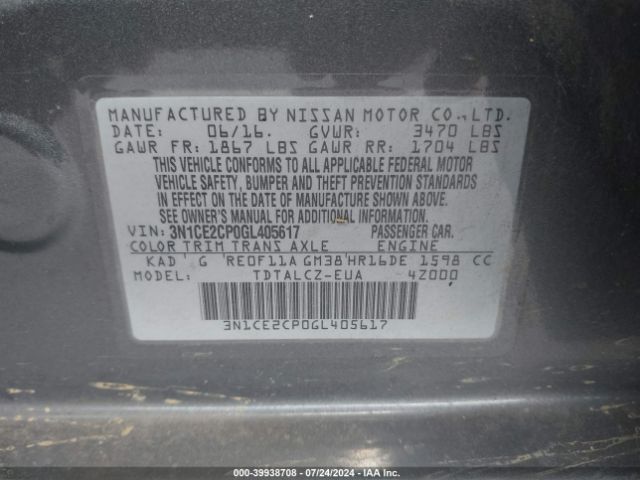 MANUFACTURED BY NISSAN MOTOR CO., LTD.
DATE: 06/16. GVWR: 3470 LBS
GAWR FR: 1867 LBS GAWR RR: 1704 LBS
THIS VEHICLE CONFORMS TO ALL APPLICABLE FEDERAL MOTOR
VEHICLE SAFETY, BUMPER AND THEFT PREVENTION STANDARDS
IN EFFECT ON THE DATE OF MANUFACTURE SHOWN ABOVE.
SEE OWNER'S MANUAL FOR ADDITIONAL INFORMATION.
VIN: 3N1CE2CP0GL405617 PASSENGER CAR.
COLOR TRIM TRANS AXLE ENGINE
KAD G RE0F11A GM38 HR16DE 1598 CC
MODEL: TDTALCZ-EUA 4Z000
3N1CE2CP0GL405617
000-39938708 - 07/24/2024 - IAA Inc.